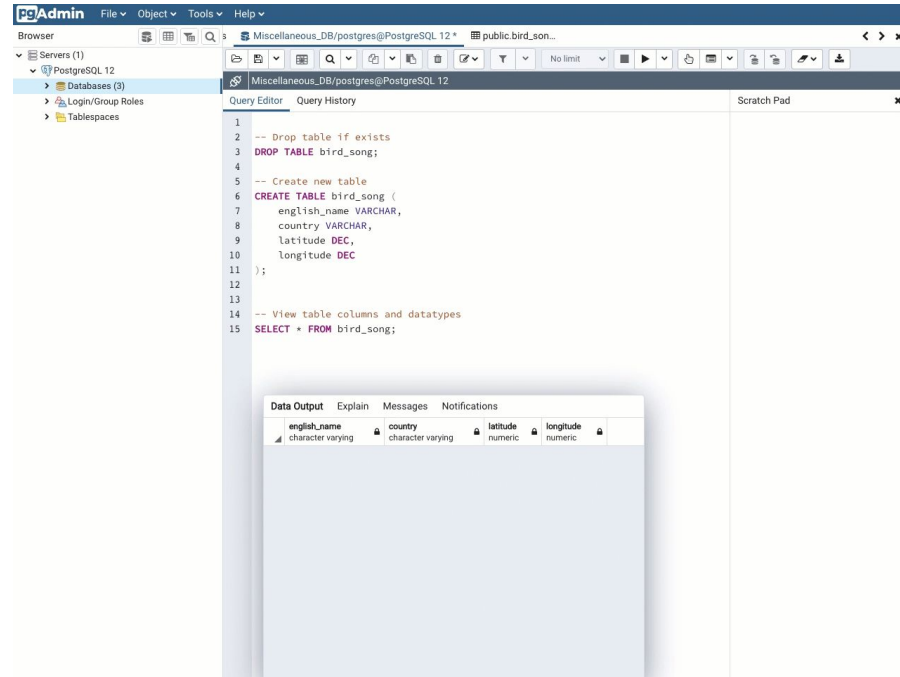 pgAdmin File Object Tools Help
Browser
s Miscellaneous_DB/postgres@PostgreSQL 12 * public.bird_son...
Servers (1)
PostgreSQL 12
Databases (3)
Login/Group Roles
Tablespaces
No limit
Miscellaneous_DB/postgres@PostgreSQL 12
Query Editor Query History
Scratch Pad
1
2 -- Drop table if exists
3 DROP TABLE bird_song;
4
5 -- Create new table
6 CREATE TABLE bird_song (
7 english_name VARCHAR,
8 country VARCHAR,
9 latitude DEC,
10 longitude DEC
11 );
12
13
14 -- View table columns and datatypes
15 SELECT * FROM bird_song;
Data Output Explain Messages Notifications
english_name country latitude longitude
character varying character varying numeric numeric